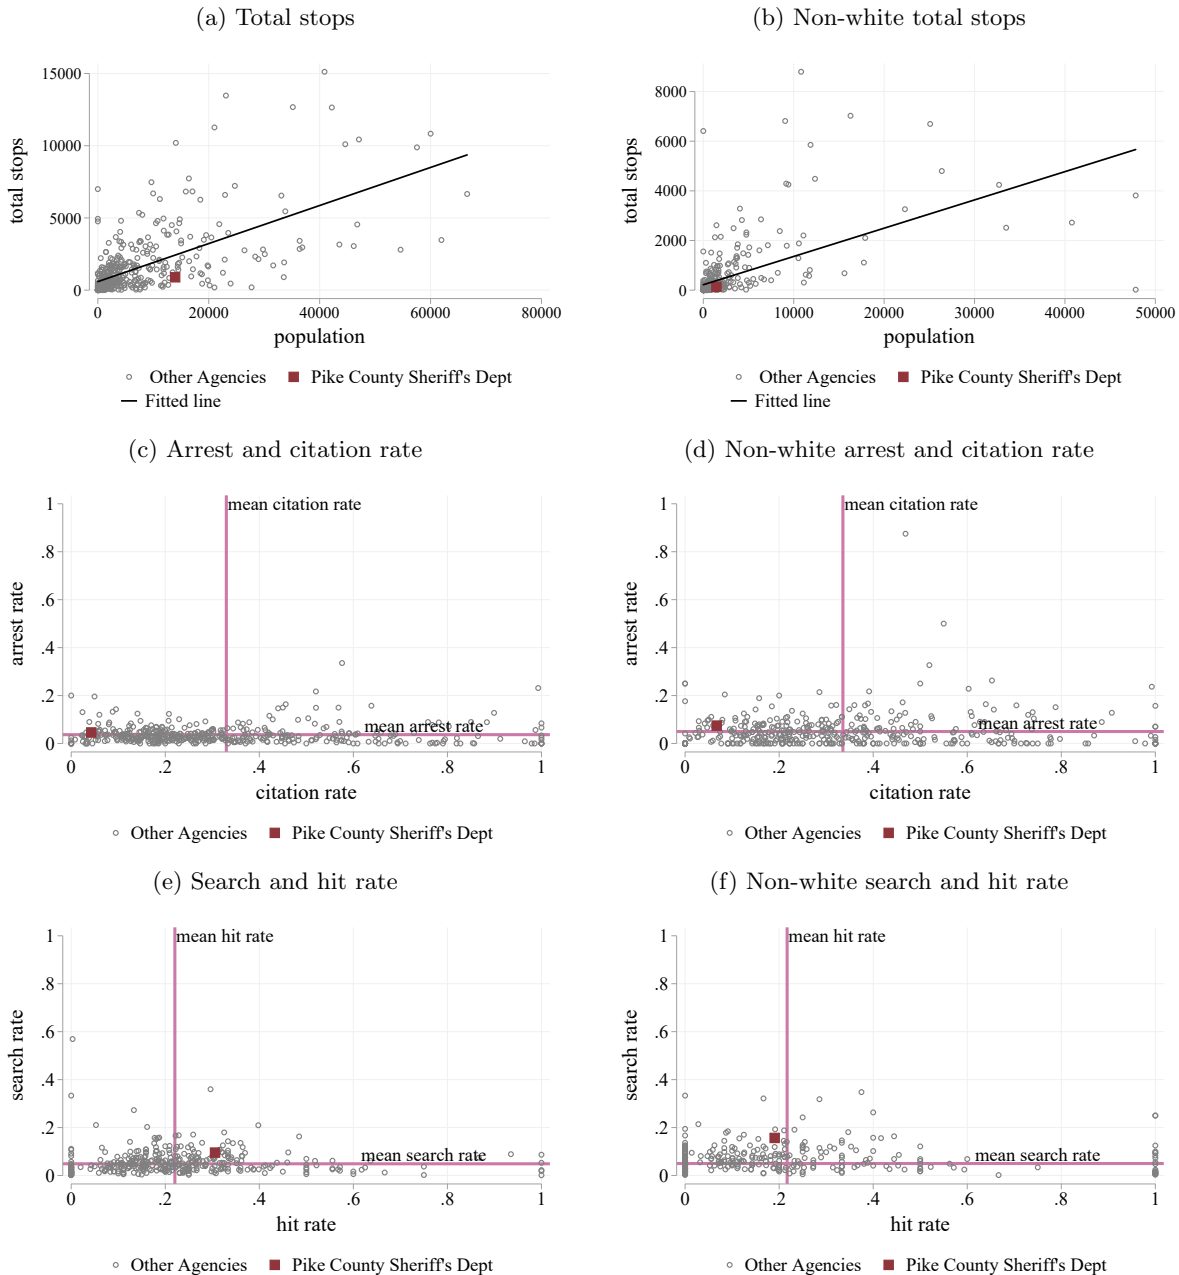 (a) Total stops
(b) Non-white total stops
15000
10000
5000
0
total stops
0 20000 40000 60000 80000
population
Other Agencies Pike County Sheriff's Dept
Fitted line
8000
6000
4000
2000
0
total stops
0 10000 20000 30000 40000 50000
population
Other Agencies Pike County Sheriff's Dept
Fitted line
(c) Arrest and citation rate
(d) Non-white arrest and citation rate
1
.8
.6
.4
.2
0
arrest rate
mean citation rate
mean arrest rate
0 .2 .4 .6 .8 1
citation rate
Other Agencies Pike County Sheriff's Dept
1
.8
.6
.4
.2
0
arrest rate
mean citation rate
mean arrest rate
0 .2 .4 .6 .8 1
citation rate
Other Agencies Pike County Sheriff's Dept
(e) Search and hit rate
(f) Non-white search and hit rate
1
.8
.6
.4
.2
0
search rate
mean hit rate
mean search rate
0 .2 .4 .6 .8 1
hit rate
Other Agencies Pike County Sheriff's Dept
1
.8
.6
.4
.2
0
search rate
mean hit rate
mean search rate
0 .2 .4 .6 .8 1
hit rate
Other Agencies Pike County Sheriff's Dept